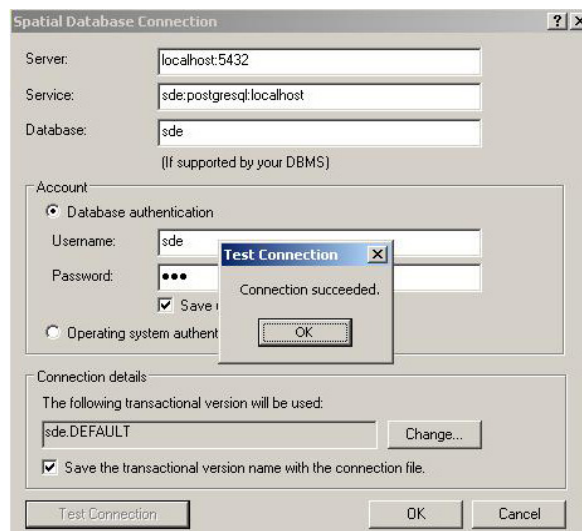 Spatial Database Connection
Server: localhost:5432
Service: sde:postgresql:localhost
Database: sde
(If supported by your DBMS)
Account
Database authentication
Username: sde
Test Connection
Password: ●●●
Connection succeeded.
Save
Operating system authent
OK
Connection details
The following transactional version will be used:
sde.DEFAULT
Change...
Save the transactional version name with the connection file.
Test Connection
OK
Cancel